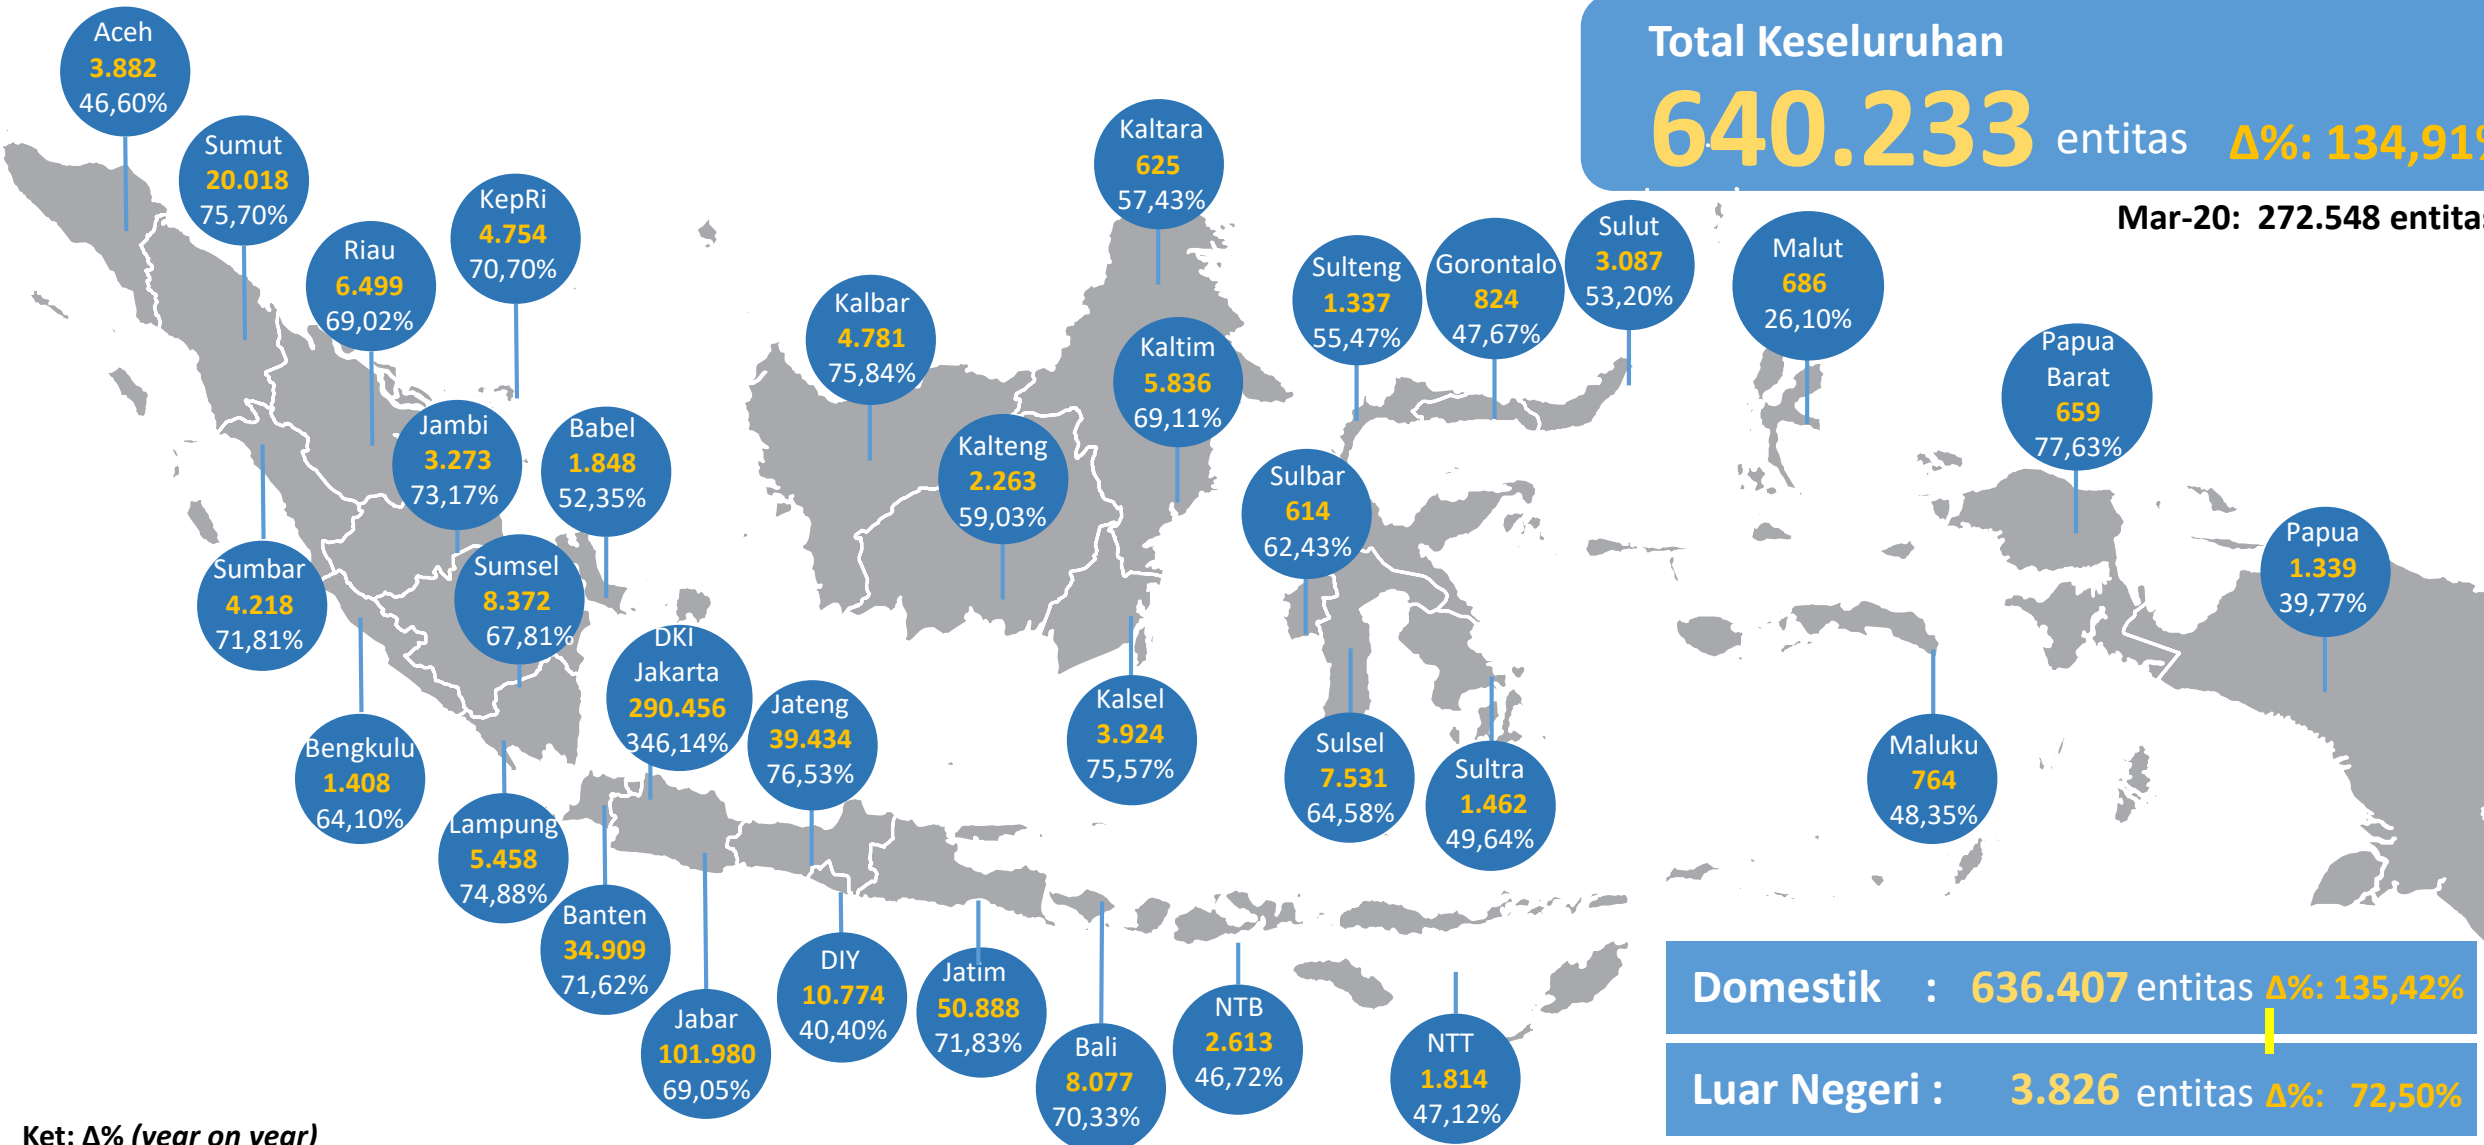 Total Keseluruhan
640.233 entitas Δ%: 134,91%
Mar-20: 272.548 entitas
Aceh
3.882
46,60%
Sumut
20.018
75,70%
Riau
6.499
69,02%
KepRi
4.754
70,70%
Kaltara
625
57,43%
Kalbar
4.781
75,84%
Kaltim
5.836
69,11%
Kalteng
2.263
59,03%
Sulteng
1.337
55,47%
Gorontalo
824
47,67%
Sulut
3.087
53,20%
Malut
686
26,10%
Papua
Barat
659
77,63%
Papua
1.339
39,77%
Jambi
3.273
73,17%
Babel
1.848
52,35%
Sumbar
4.218
71,81%
Sumsel
8.372
67,81%
Sulbar
614
62,43%
DKI
Jakarta
290.456
346,14%
Jateng
39.434
76,53%
Kalsel
3.924
75,57%
Sulsel
7.531
64,58%
Sultra
1.462
49,64%
Maluku
764
48,35%
Bengkulu
1.408
64,10%
Lampung
5.458
74,88%
Banten
34.909
71,62%
Jabar
101.980
69,05%
DIY
10.774
40,40%
Jatim
50.888
71,83%
Bali
8.077
70,33%
NTB
2.613
46,72%
NTT
1.814
47,12%
Domestik : 636.407 entitas Δ%: 135,42%
Luar Negeri : 3.826 entitas Δ%: 72,50%
Ket: Δ% (year on year)